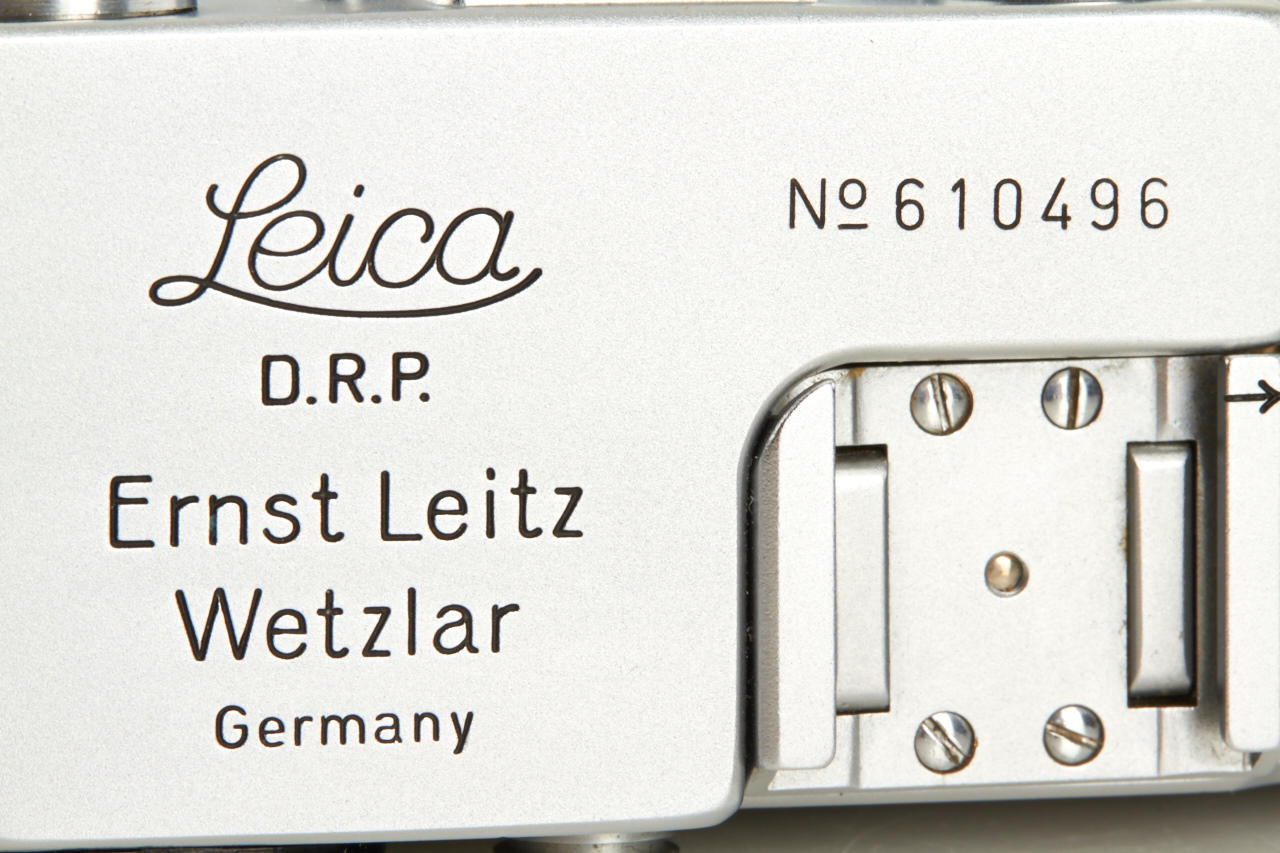 Leica
D.R.P.
Ernst Leitz
Wetzlar
Germany
Nº 610496
→